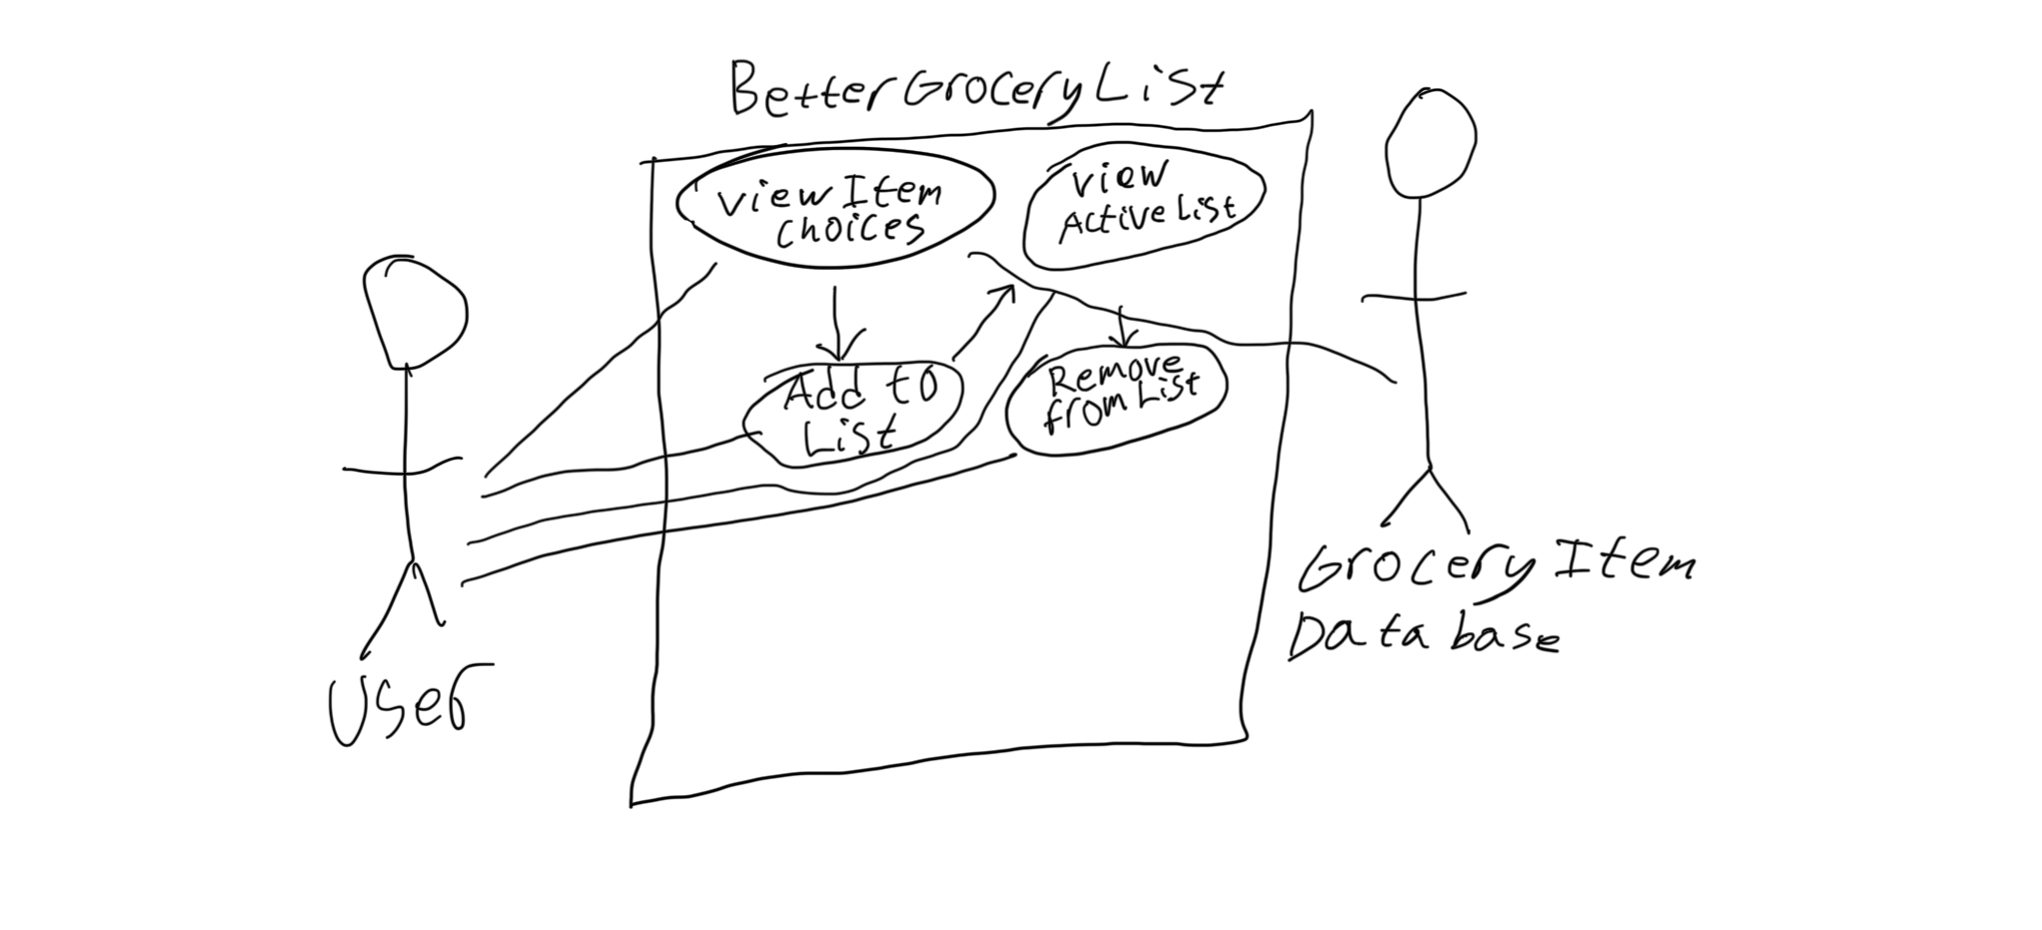 BetterGroceryList
View Item
Choices
View
Active List
Add to
List
Remove
from List
User
Grocery Item
Database